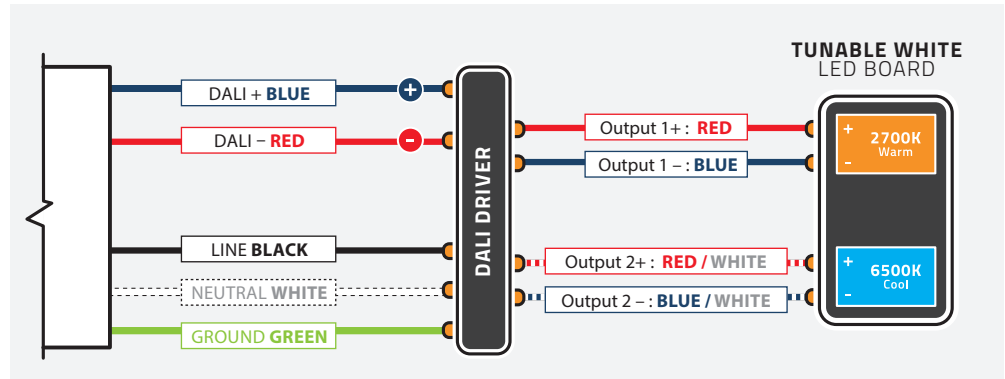 TUNABLE WHITE
LED BOARD
DALI + BLUE
+
DALI – RED
-
LINE BLACK
NEUTRAL WHITE
GROUND GREEN
DALI DRIVER
Output 1+ : RED
Output 1 – : BLUE
Output 2+ : RED / WHITE
Output 2 – : BLUE / WHITE
+
2700K
Warm
-
+
6500K
Cool
-